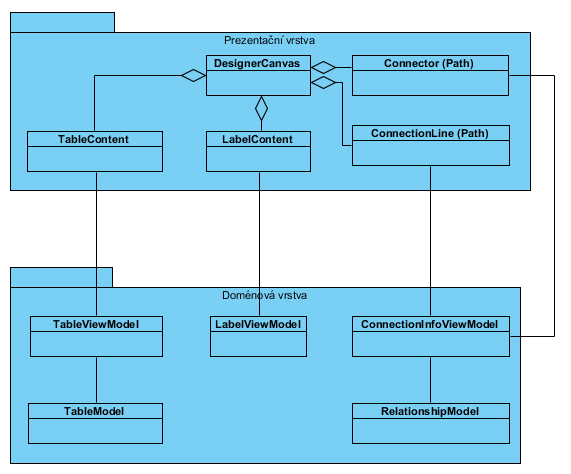 Prezentační vrstva
DesignerCanvas
Connector (Path)
TableContent
LabelContent
ConnectionLine (Path)
Doménová vrstva
TableViewModel
LabelViewModel
ConnectionInfoViewModel
TableModel
RelationshipModel